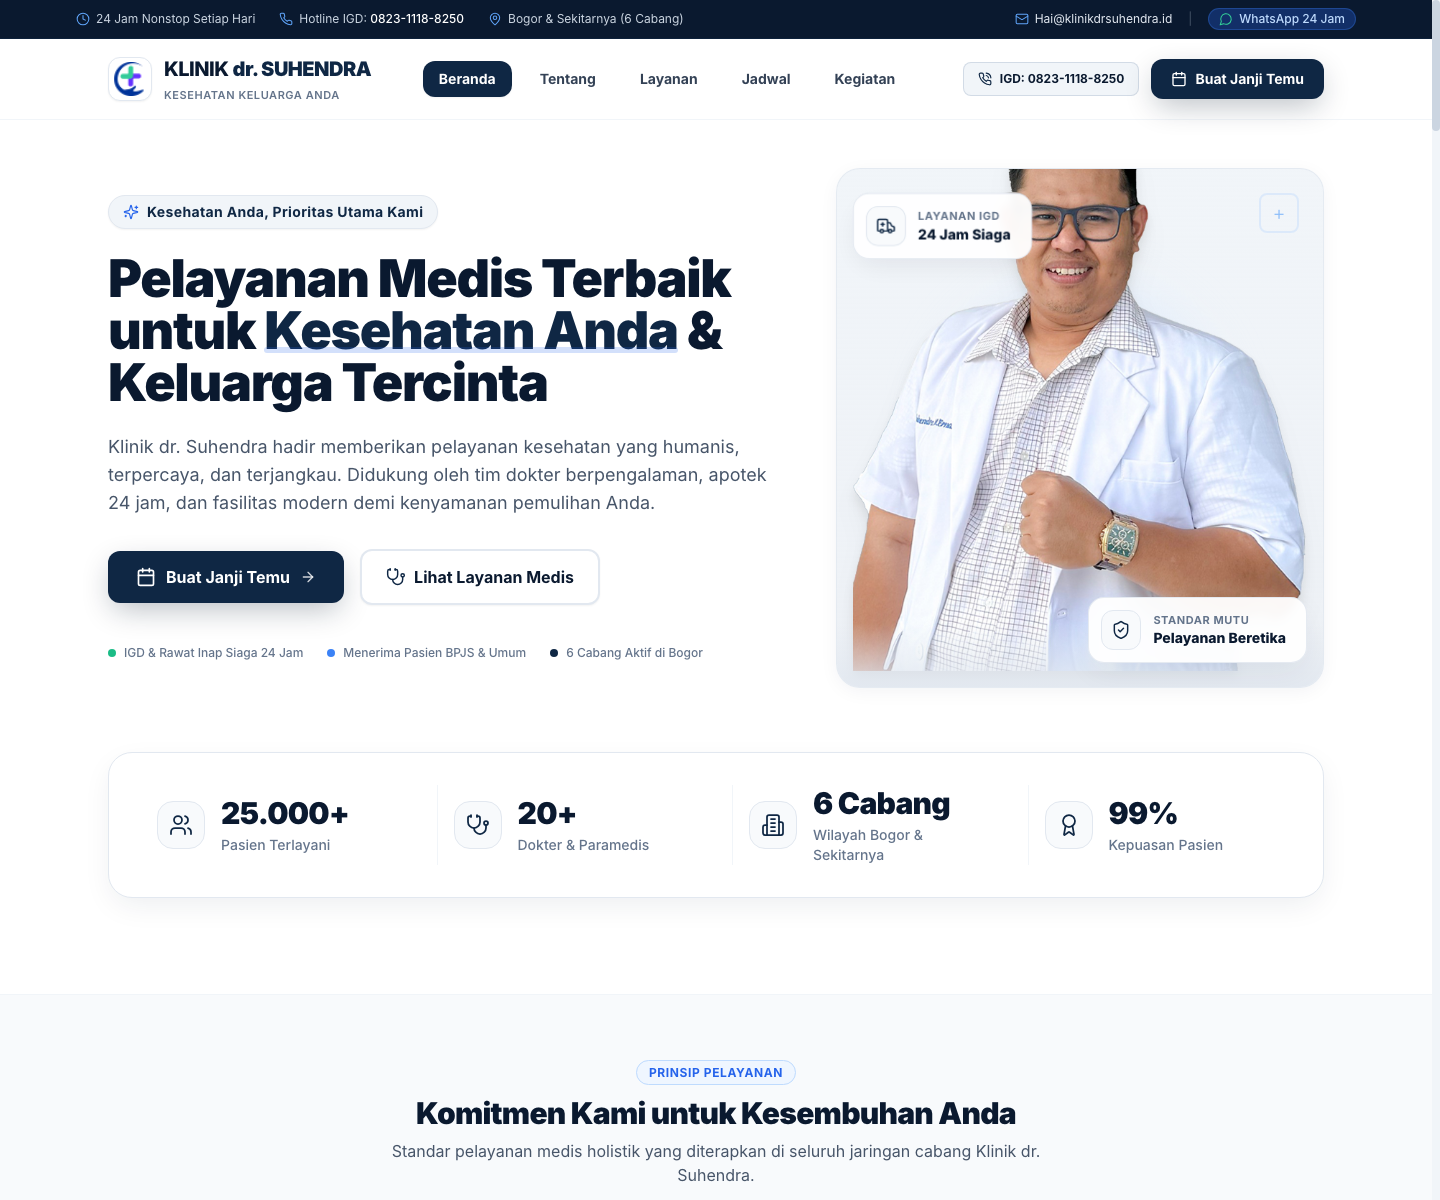 24 Jam Nonstop Setiap Hari
Hotline IGD: 0823-1118-8250
Bogor & Sekitarnya (6 Cabang)
Hai@klinikdrsuhendra.id
WhatsApp 24 Jam
KLINIK dr. SUHENDRA
KESEHATAN KELUARGA ANDA
Beranda
Tentang
Layanan
Jadwal
Kegiatan
IGD: 0823-1118-8250
Buat Janji Temu
Kesehatan Anda, Prioritas Utama Kami
Pelayanan Medis Terbaik
untuk Kesehatan Anda &
Keluarga Tercinta
Klinik dr. Suhendra hadir memberikan pelayanan kesehatan yang humanis,
terpercaya, dan terjangkau. Didukung oleh tim dokter berpengalaman, apotek
24 jam, dan fasilitas modern demi kenyamanan pemulihan Anda.
Buat Janji Temu
Lihat Layanan Medis
IGD & Rawat Inap Siaga 24 Jam
Menerima Pasien BPJS & Umum
6 Cabang Aktif di Bogor
LAYANAN IGD
24 Jam Siaga
STANDAR MUTU
Pelayanan Beretika
25.000+
Pasien Terlayani
20+
Dokter & Paramedis
6 Cabang
Wilayah Bogor &
Sekitarnya
99%
Kepuasan Pasien
PRINSIP PELAYANAN
Komitmen Kami untuk Kesembuhan Anda
Standar pelayanan medis holistik yang diterapkan di seluruh jaringan cabang Klinik dr.
Suhendra.